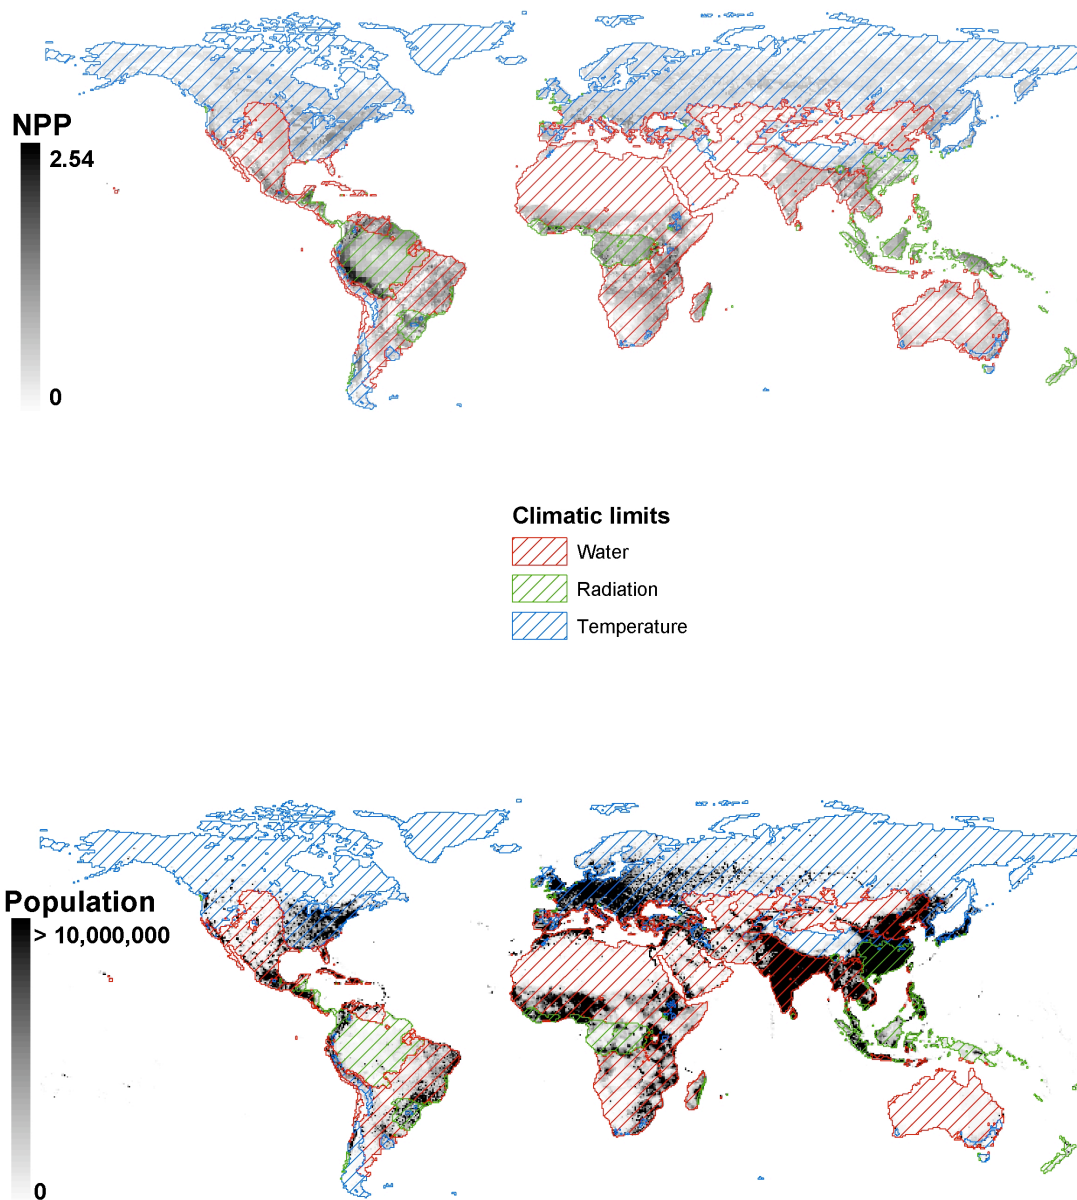 NPP
2.54
0
Climatic limits
Water
Radiation
Temperature
Population
> 10,000,000
0